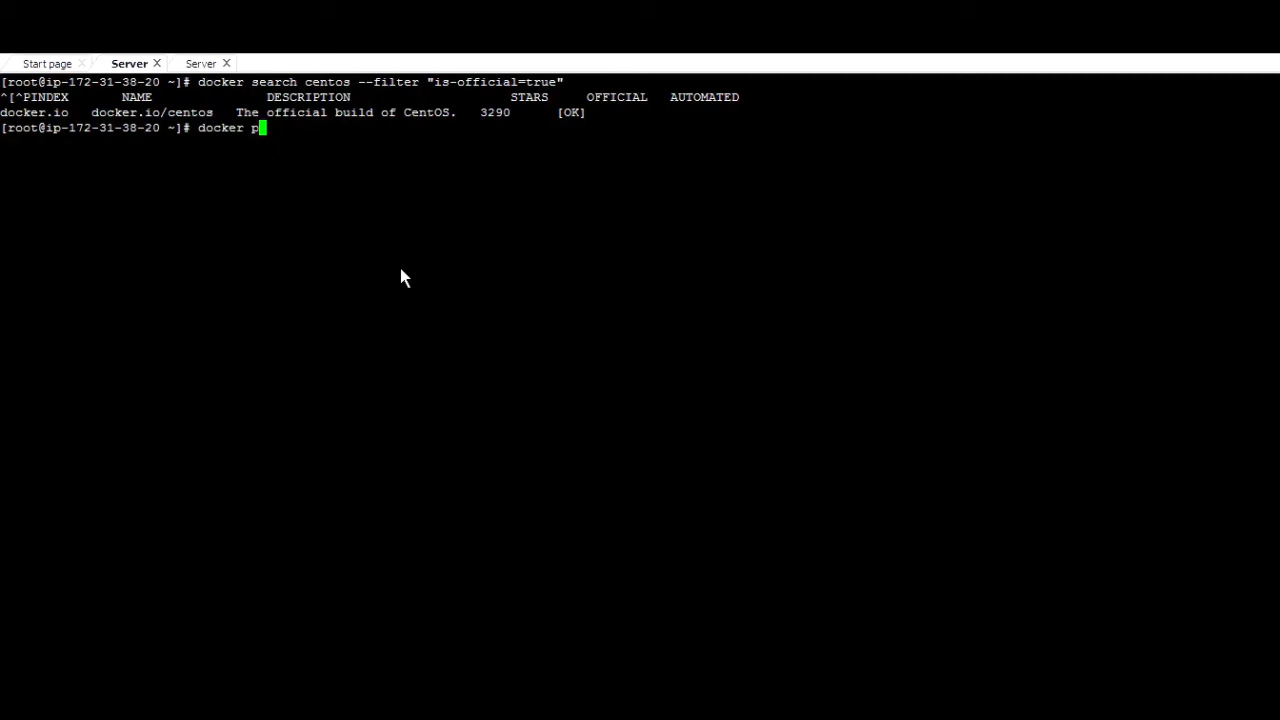 Start page Server Server
[root@ip-172-31-38-20 ~]# docker search centos --filter "is-official=true"
^[^PINDEX NAME DESCRIPTION STARS OFFICIAL AUTOMATED
docker.io docker.io/centos The official build of CentOS. 3290 [OK]
[root@ip-172-31-38-20 ~]# docker p